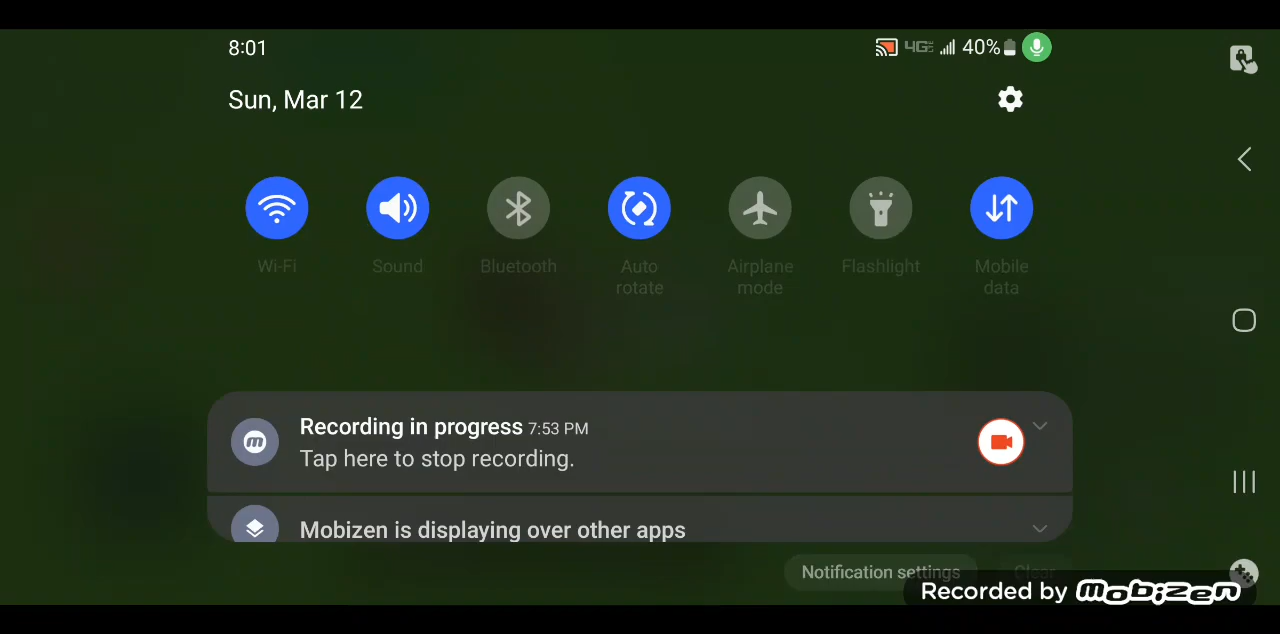 8:01
4GE 40%
Sun, Mar 12
Wi-Fi
Sound
Bluetooth
Auto
rotate
Airplane
mode
Flashlight
Mobile
data
Recording in progress 7:53 PM
Tap here to stop recording.
Mobizen is displaying over other apps
Notification settings
Clear
Recorded by mobizen